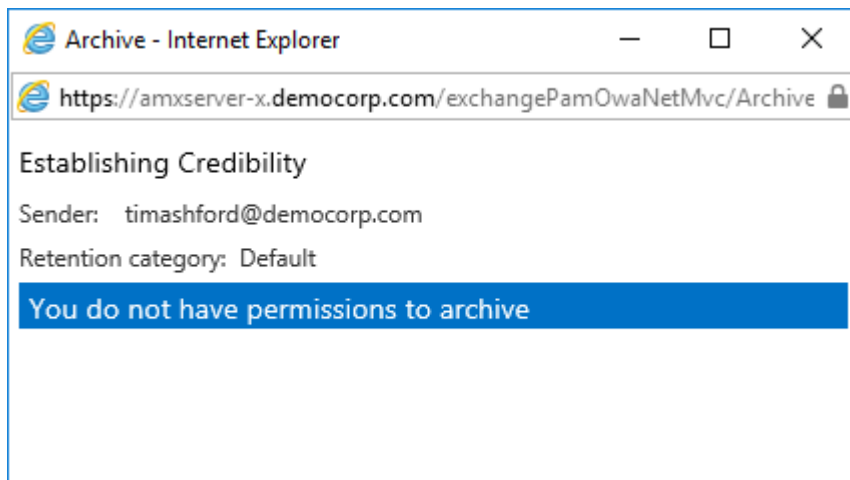 Archive - Internet Explorer
https://amxserver-x.democorp.com/exchangePamOwaNetMvc/Archive
Establishing Credibility
Sender: timashford@democorp.com
Retention category: Default
You do not have permissions to archive